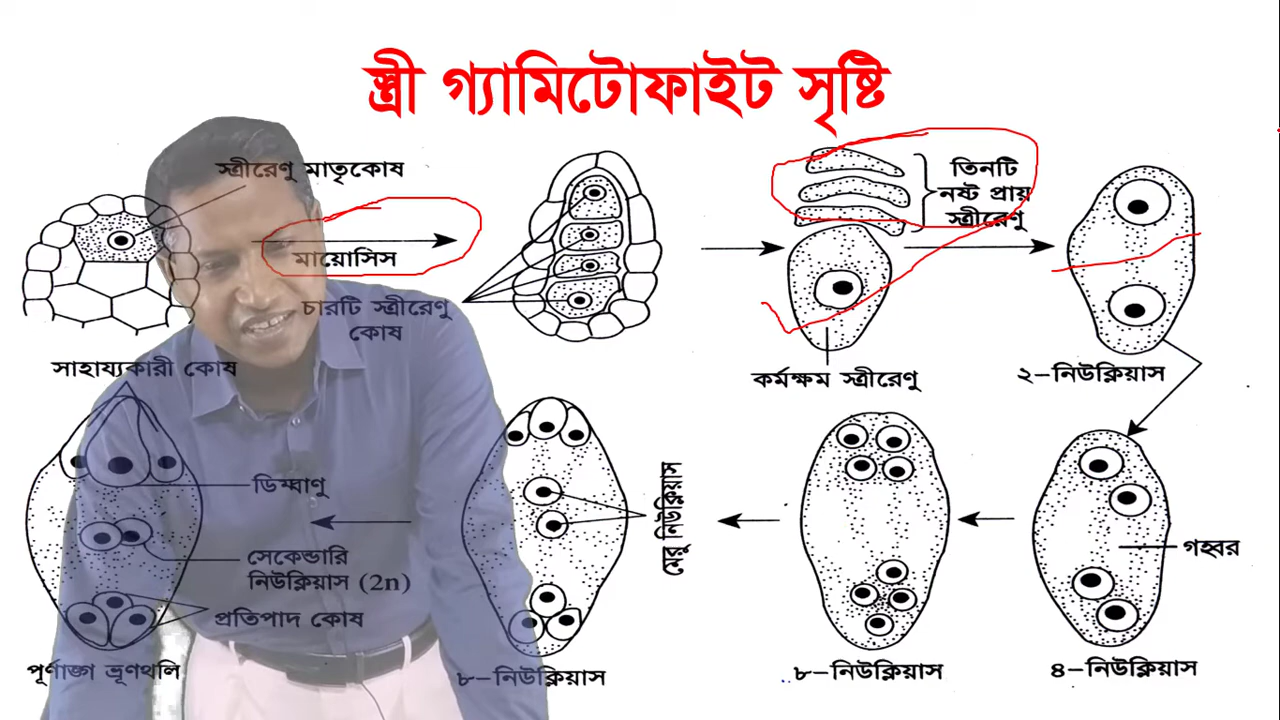 স্ত্রী গ্যামিটোফাইট সৃষ্টি
স্ত্রীরেণু মাতৃকোষ
মায়োসিস
চারটি স্ত্রীরেণু
কোষ
তিনটি
নষ্ট প্রায়
স্ত্রীরেণু
কর্মক্ষম স্ত্রীরেণু
২-নিউক্লিয়াস
সাহায্যকারী কোষ
ডিম্বাণু
সেকেন্ডারি
নিউক্লিয়াস (2n)
প্রতিপাদ কোষ
পূর্ণাঙ্গ ভ্রূণথলি
মেরু নিউক্লিয়াস
৮-নিউক্লিয়াস
৮-নিউক্লিয়াস
গহ্বর
৪-নিউক্লিয়াস